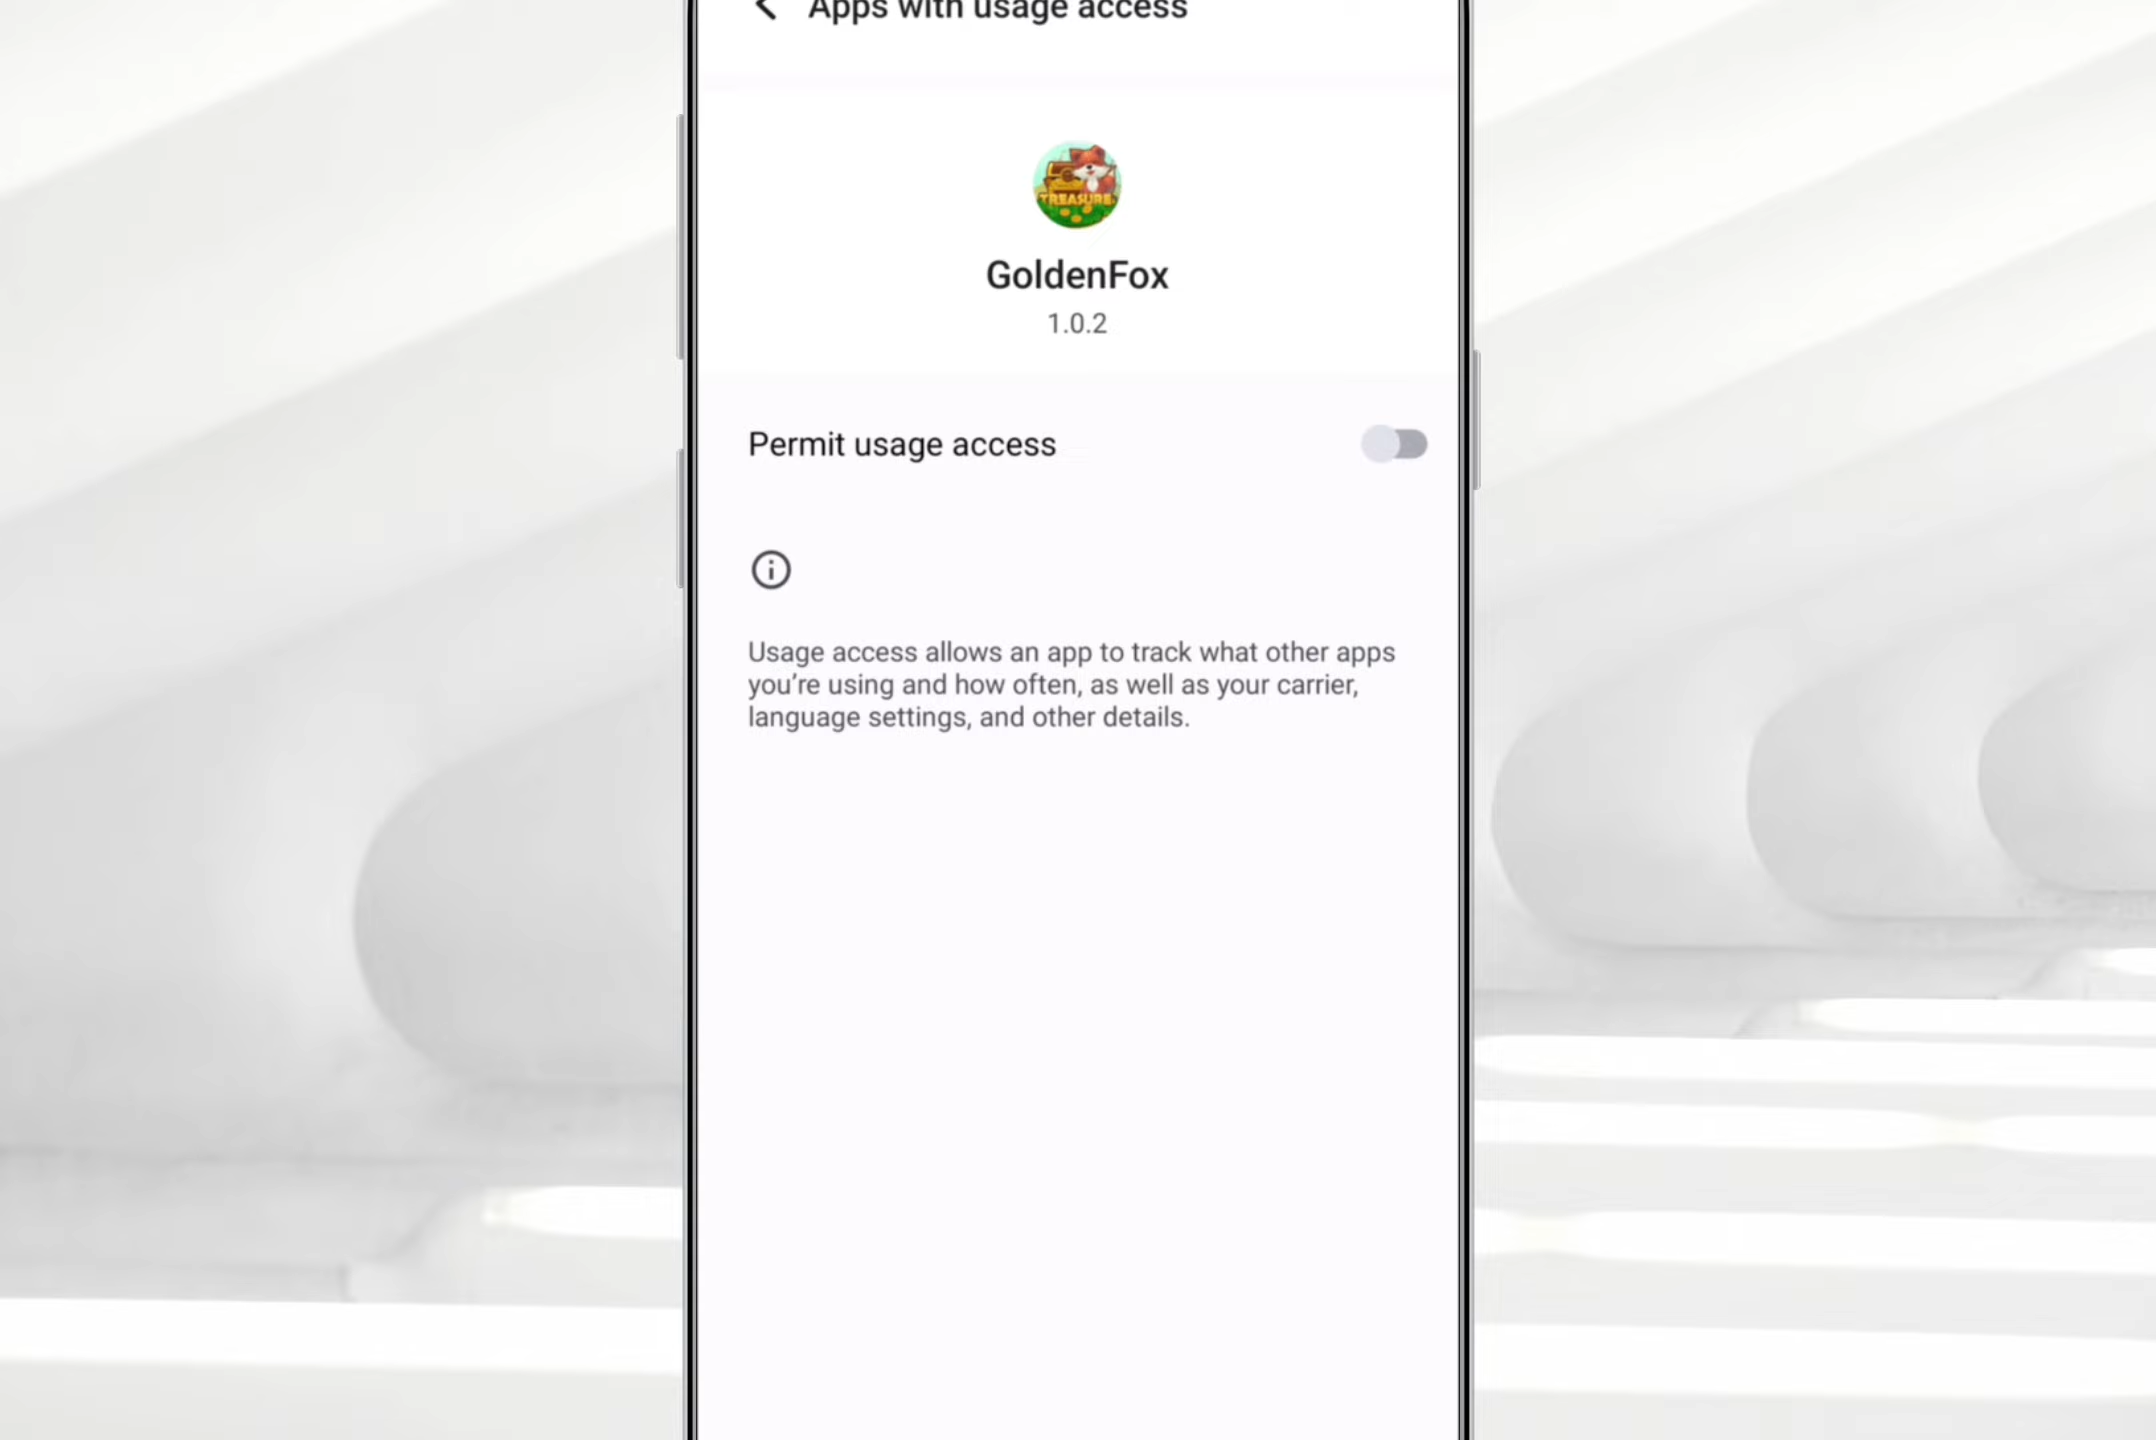 Apps with usage access
TREASURE
GoldenFox
1.0.2
Permit usage access
Usage access allows an app to track what other apps
you’re using and how often, as well as your carrier,
language settings, and other details.